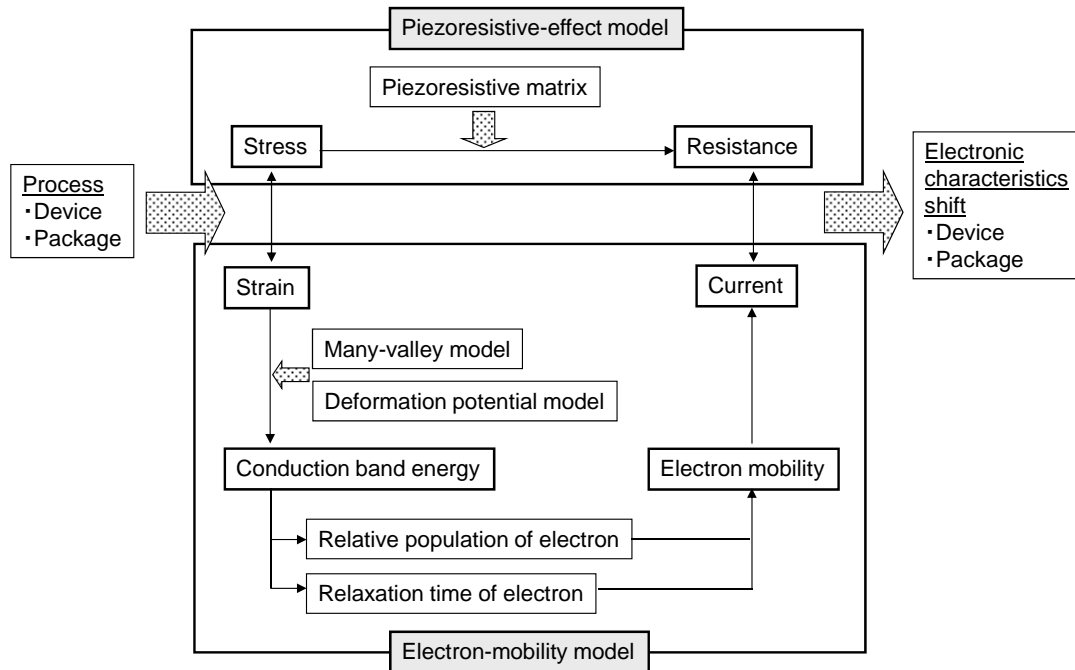 Piezoresistive-effect model
Piezoresistive matrix
Stress
Resistance
Process
・Device
・Package
Electronic
characteristics
shift
・Device
・Package
Strain
Current
Many-valley model
Deformation potential model
Conduction band energy
Electron mobility
Relative population of electron
Relaxation time of electron
Electron-mobility model